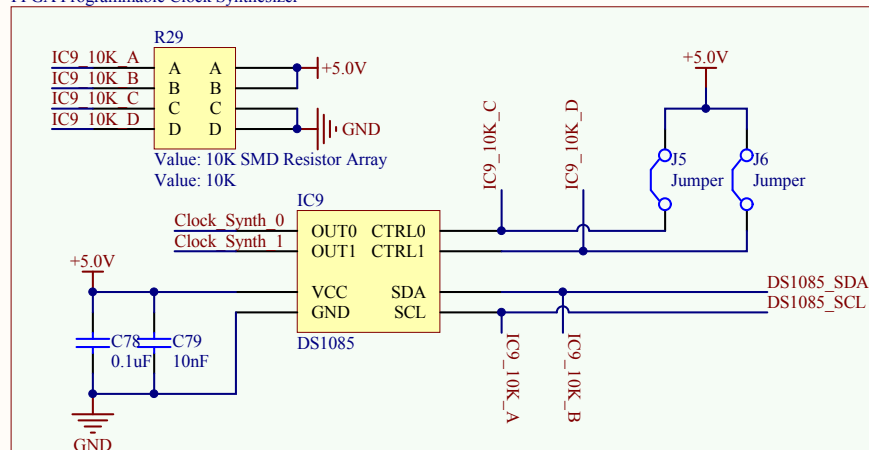 FPGA Programmable Clock Synthesizer
R29
IC9_10K_A
IC9_10K_B
IC9_10K_C
IC9_10K_D
A A
B B
C C
D D
+5.0V
GND
Value: 10K SMD Resistor Array
Value: 10K
IC9_10K_C
IC9_10K_D
+5.0V
J5
Jumper
J6
Jumper
IC9
Clock_Synth_0
Clock_Synth_1
OUT0 CTRL0
OUT1 CTRL1
VCC SDA
GND SCL
DS1085
DS1085_SDA
DS1085_SCL
IC9_10K_A
IC9_10K_B
+5.0V
C78
0.1uF
C79
10nF
GND